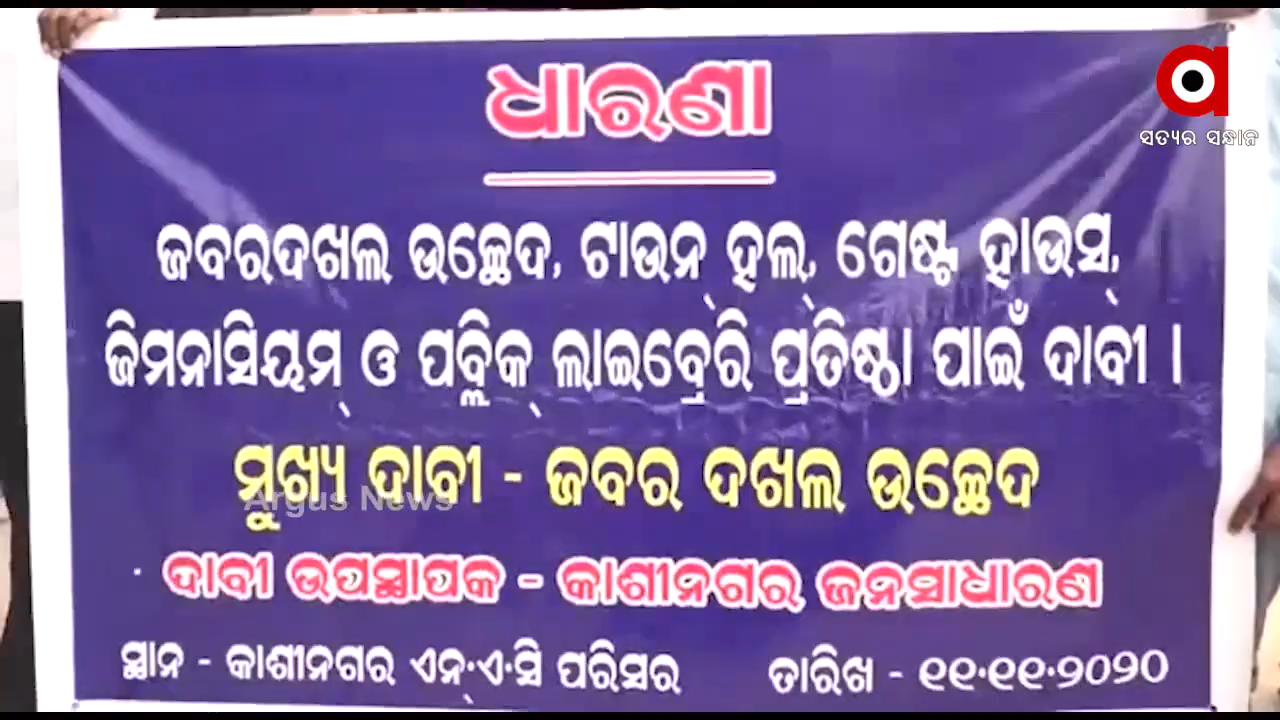 ଧାରଣା
ସତ୍ୟର ସନ୍ଧାନ
ଜବରଦଖଲ ଉଚ୍ଛେଦ, ଟାଉନ୍ ହଲ୍, ଗେଷ୍ଟ ହାଉସ୍,
ଜିମନାସିୟମ୍ ଓ ପବ୍ଲିକ୍ ଲାଇବ୍ରେରି ପ୍ରତିଷ୍ଠା ପାଇଁ ଦାବୀ ।
ମୁଖ୍ୟ ଦାବୀ - ଜବର ଦଖଲ ଉଚ୍ଛେଦ
Argus News
ଦାବୀ ଉପସ୍ଥାପକ - କାଶୀନଗର ଜନସାଧାରଣ
ସ୍ଥାନ - କାଶୀନଗର ଏନ୍·ଏ·ସି ପରିସର ତାରିଖ - ୧୧·୧୧·୨୦୨୦